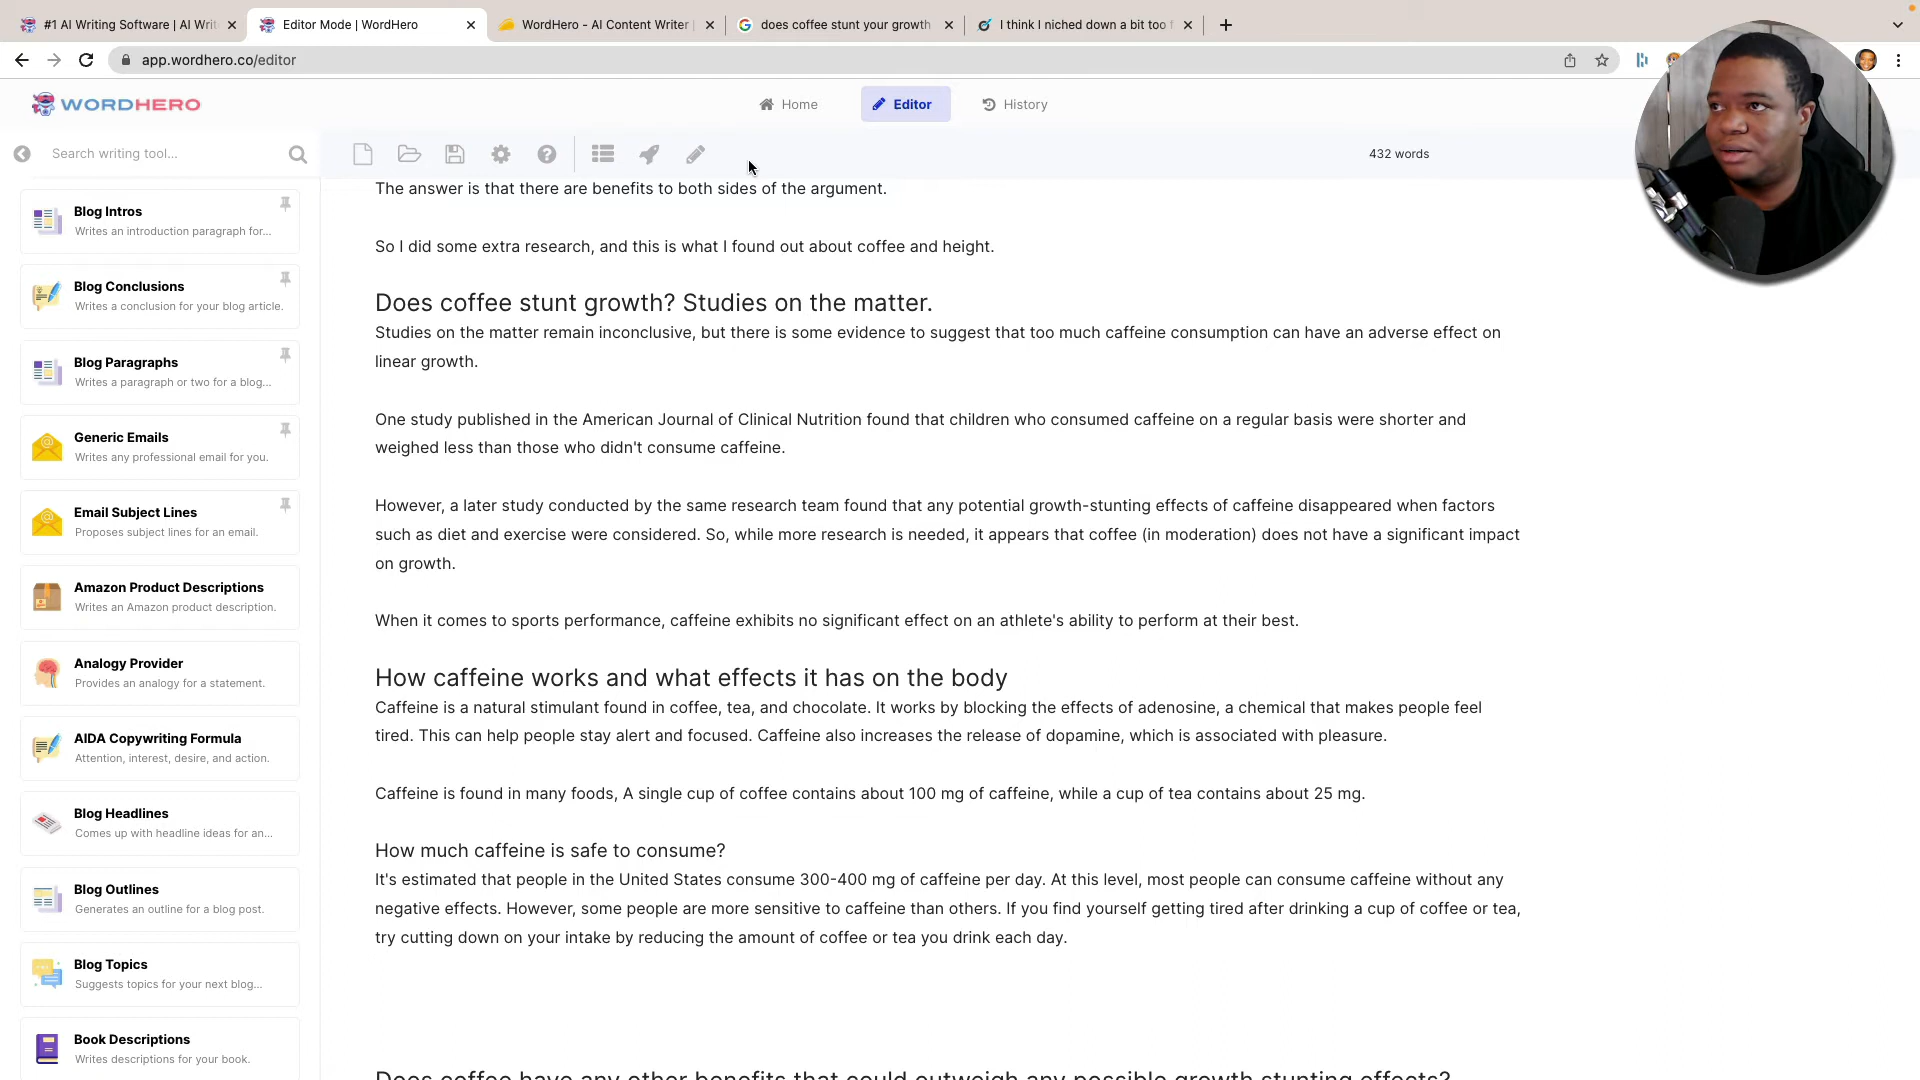 #1 AI Writing Software | AI Writ
Editor Mode | WordHero
WordHero - AI Content Writer |
does coffee stunt your growth
I think I niched down a bit too f
app.wordhero.co/editor
WORDHERO
Home
Editor
History
Search writing tool...
432 words
Blog Intros
Writes an introduction paragraph for...
Blog Conclusions
Writes a conclusion for your blog article.
Blog Paragraphs
Writes a paragraph or two for a blog...
Generic Emails
Writes any professional email for you.
Email Subject Lines
Proposes subject lines for an email.
Amazon Product Descriptions
Writes an Amazon product description.
Analogy Provider
Provides an analogy for a statement.
AIDA Copywriting Formula
Attention, interest, desire, and action.
Blog Headlines
Comes up with headline ideas for an...
Blog Outlines
Generates an outline for a blog post.
Blog Topics
Suggests topics for your next blog...
Book Descriptions
Writes descriptions for your book.
The answer is that there are benefits to both sides of the argument.
So I did some extra research, and this is what I found out about coffee and height.
Does coffee stunt growth? Studies on the matter.
Studies on the matter remain inconclusive, but there is some evidence to suggest that too much caffeine consumption can have an adverse effect on
linear growth.
One study published in the American Journal of Clinical Nutrition found that children who consumed caffeine on a regular basis were shorter and
weighed less than those who didn't consume caffeine.
However, a later study conducted by the same research team found that any potential growth-stunting effects of caffeine disappeared when factors
such as diet and exercise were considered. So, while more research is needed, it appears that coffee (in moderation) does not have a significant impact
on growth.
When it comes to sports performance, caffeine exhibits no significant effect on an athlete's ability to perform at their best.
How caffeine works and what effects it has on the body
Caffeine is a natural stimulant found in coffee, tea, and chocolate. It works by blocking the effects of adenosine, a chemical that makes people feel
tired. This can help people stay alert and focused. Caffeine also increases the release of dopamine, which is associated with pleasure.
Caffeine is found in many foods, A single cup of coffee contains about 100 mg of caffeine, while a cup of tea contains about 25 mg.
How much caffeine is safe to consume?
It's estimated that people in the United States consume 300-400 mg of caffeine per day. At this level, most people can consume caffeine without any
negative effects. However, some people are more sensitive to caffeine than others. If you find yourself getting tired after drinking a cup of coffee or tea,
try cutting down on your intake by reducing the amount of coffee or tea you drink each day.
Does coffee have any other benefits that could outweigh any possible growth stunting effects?